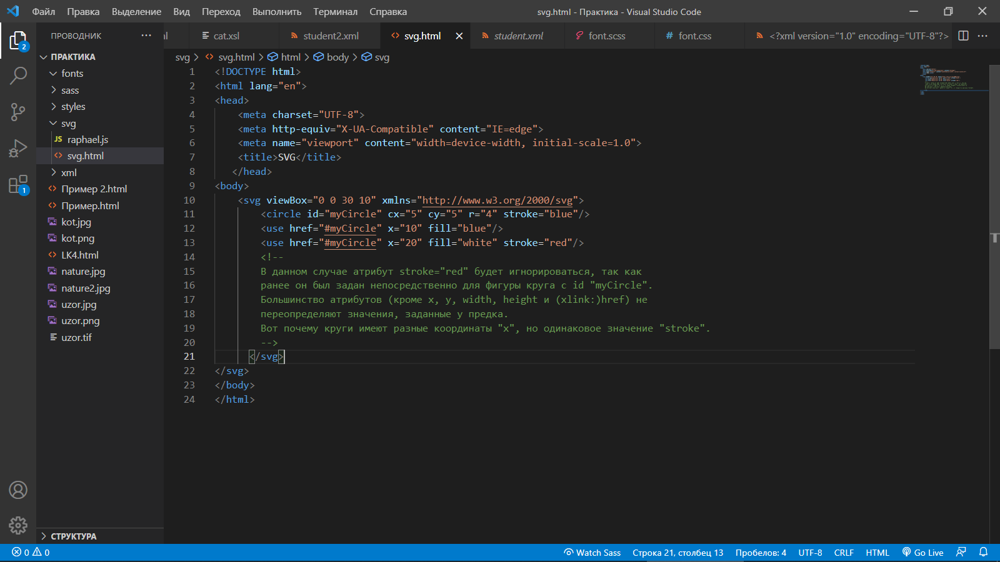 Файл Правка Выделение Вид Переход Выполнить Терминал Справка svg.html - Практика - Visual Studio Code
ПРОВОДНИК
cat.xsl student2.xml svg.html student.xml font.scss font.css <?xml version="1.0" encoding="UTF-8"?>
svg > svg.html > html > body > svg
2
1
ПРАКТИКА
fonts
sass
styles
svg
JS raphael.js
svg.html
xml
Пример 2.html
Пример.html
kot.jpg
kot.png
LK4.html
nature.jpg
nature2.jpg
uzor.jpg
uzor.png
uzor.tif
СТРУКТУРА
1 <!DOCTYPE html>
2 <html lang="en">
3 <head>
4 <meta charset="UTF-8">
5 <meta http-equiv="X-UA-Compatible" content="IE=edge">
6 <meta name="viewport" content="width=device-width, initial-scale=1.0">
7 <title>SVG</title>
8 </head>
9 <body>
10 <svg viewBox="0 0 30 10" xmlns="http://www.w3.org/2000/svg">
11 <circle id="myCircle" cx="5" cy="5" r="4" stroke="blue"/>
12 <use href="#myCircle" x="10" fill="blue"/>
13 <use href="#myCircle" x="20" fill="white" stroke="red"/>
14 <!--
15 В данном случае атрибут stroke="red" будет игнорироваться, так как
16 ранее он был задан непосредственно для фигуры круга с id "myCircle".
17 Большинство атрибутов (кроме x, y, width, height и (xlink:)href) не
18 переопределяют значения, заданные у предка.
19 Вот почему круги имеют разные координаты "x", но одинаковое значение "stroke".
20 -->
21 </svg>
22 </svg>
23 </body>
24 </html>
0 0 Watch Sass Строка 21, столбец 13 Пробелов: 4 UTF-8 CRLF HTML Go Live